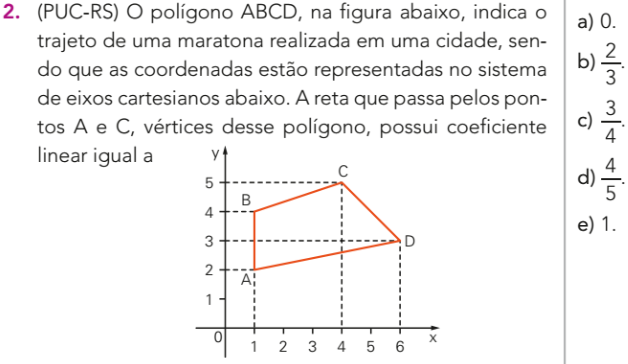 2. (PUC-RS) O polígono ABCD, na figura abaixo, indica o
trajeto de uma maratona realizada em uma cidade, sen-
do que as coordenadas estão representadas no sistema
de eixos cartesianos abaixo. A reta que passa pelos pon-
tos A e C, vértices desse polígono, possui coeficiente
linear igual a
y
C
5
B
4
3
D
2
A
1
0
1 2 3 4 5 6
x
a) 0.
b) 2/3.
c) 3/4.
d) 4/5.
e) 1.